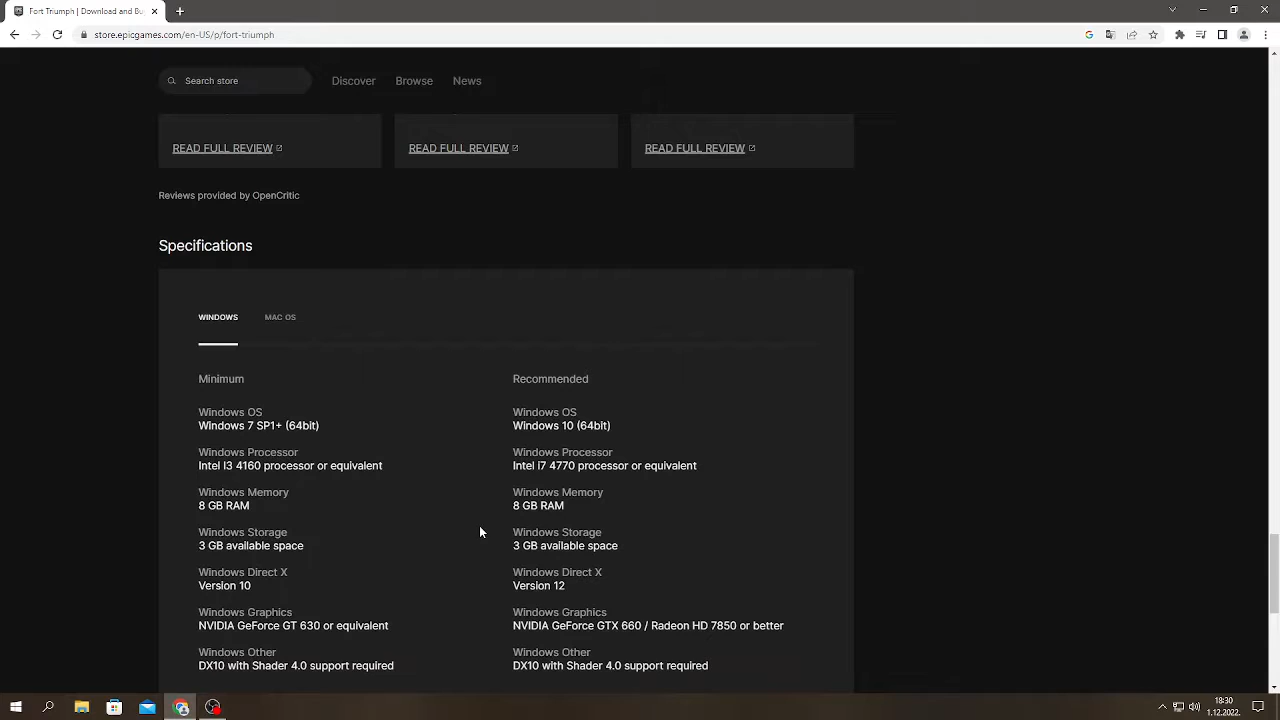 Fort Triumph | Download and Bu
store.epicgames.com/en-US/p/fort-triumph
Search store
Discover
Browse
News
READ FULL REVIEW
READ FULL REVIEW
READ FULL REVIEW
Reviews provided by OpenCritic
Specifications
WINDOWS
MAC OS
Minimum
Recommended
Windows OS
Windows 7 SP1+ (64bit)
Windows OS
Windows 10 (64bit)
Windows Processor
Intel I3 4160 processor or equivalent
Windows Processor
Intel i7 4770 processor or equivalent
Windows Memory
8 GB RAM
Windows Memory
8 GB RAM
Windows Storage
3 GB available space
Windows Storage
3 GB available space
Windows Direct X
Version 10
Windows Direct X
Version 12
Windows Graphics
NVIDIA GeForce GT 630 or equivalent
Windows Graphics
NVIDIA GeForce GTX 660 / Radeon HD 7850 or better
Windows Other
DX10 with Shader 4.0 support required
Windows Other
DX10 with Shader 4.0 support required
18:30
1.12.2022